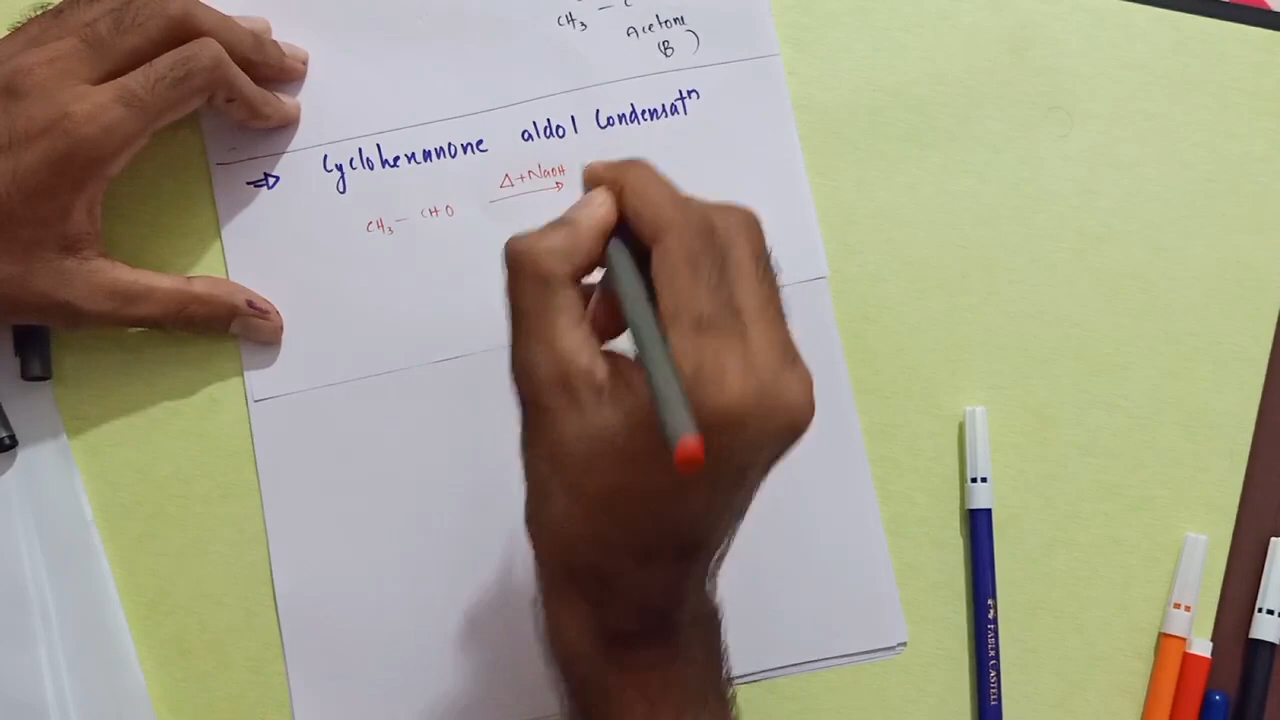 CH3 – C
Acetone
(B)
⇒ Cyclohexanone aldol Condensatn
Δ+NaOH
CH3 – CHO
FABER CASTELL